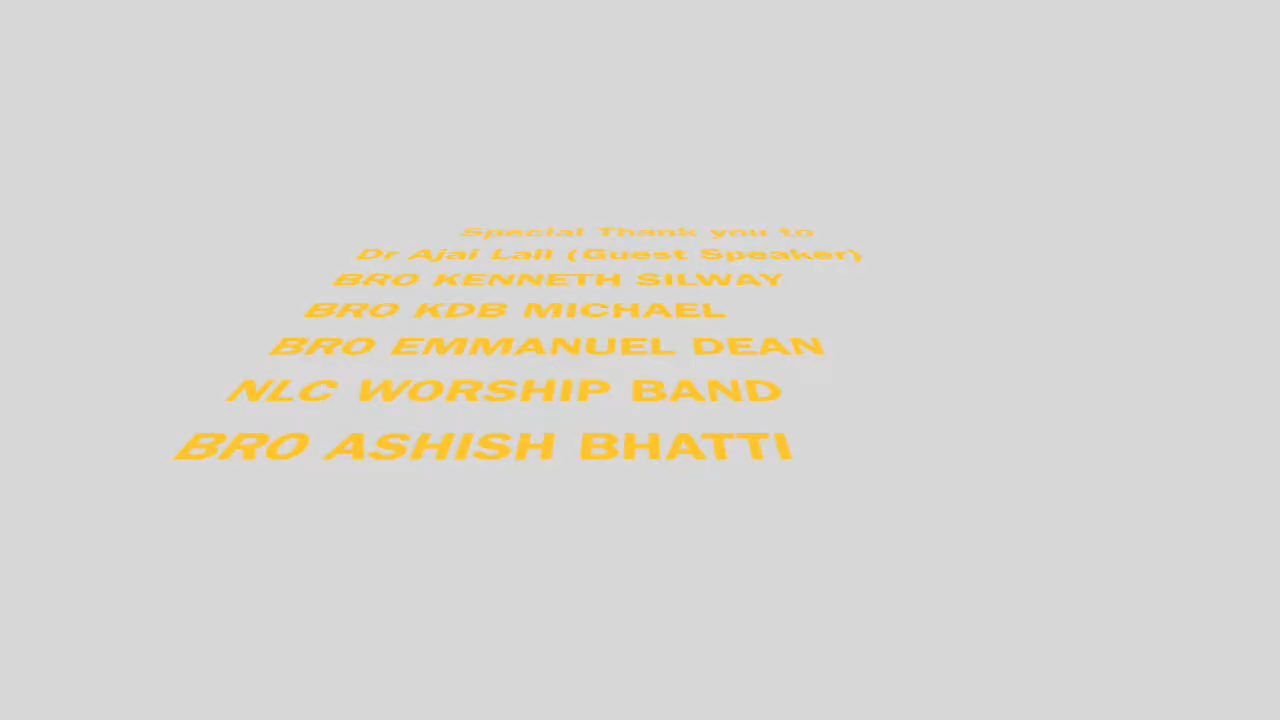 Special Thank you to
Dr Ajai Lall (Guest Speaker)
BRO KENNETH SILWAY
BRO KDB MICHAEL
BRO EMMANUEL DEAN
NLC WORSHIP BAND
BRO ASHISH BHATTI